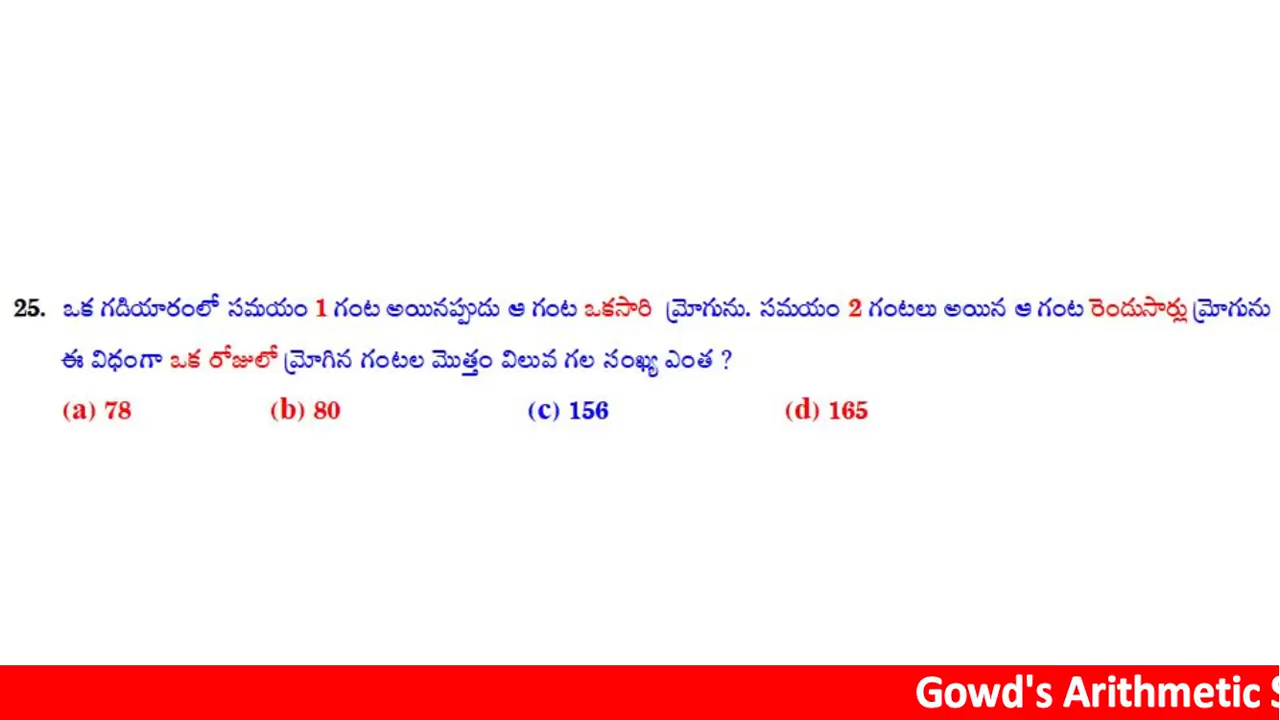 25. ఒక గడియారంలో సమయం 1 గంట అయినప్పుడు ఆ గంట ఒకసారి మ్రోగును. సమయం 2 గంటలు అయిన ఆ గంట రెండుసార్లు మ్రోగును
ఈ విధంగా ఒక రోజులో మ్రోగిన గంటల మొత్తం విలువ గల సంఖ్య ఎంత ?
(a) 78 (b) 80 (c) 156 (d) 165
Gowd's Arithmetic S